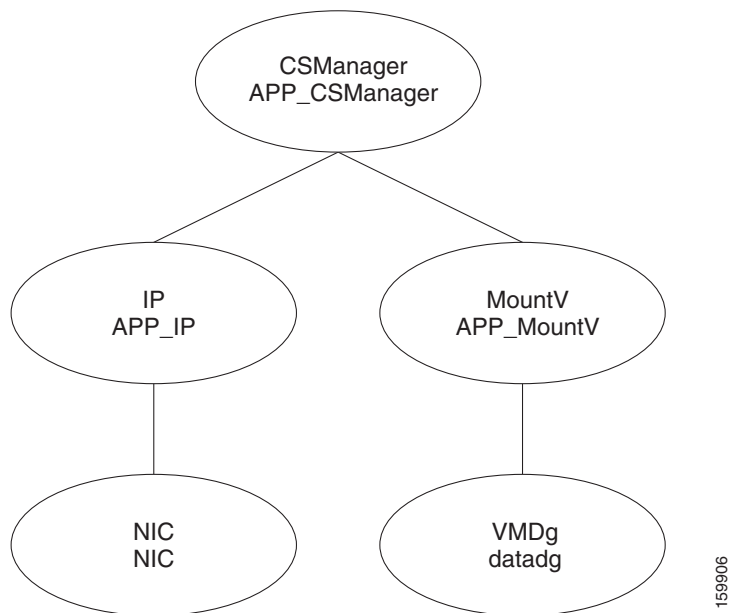 CSManager
APP_CSManager
IP
APP_IP
MountV
APP_MountV
NIC
NIC
VMDg
datadg
159906